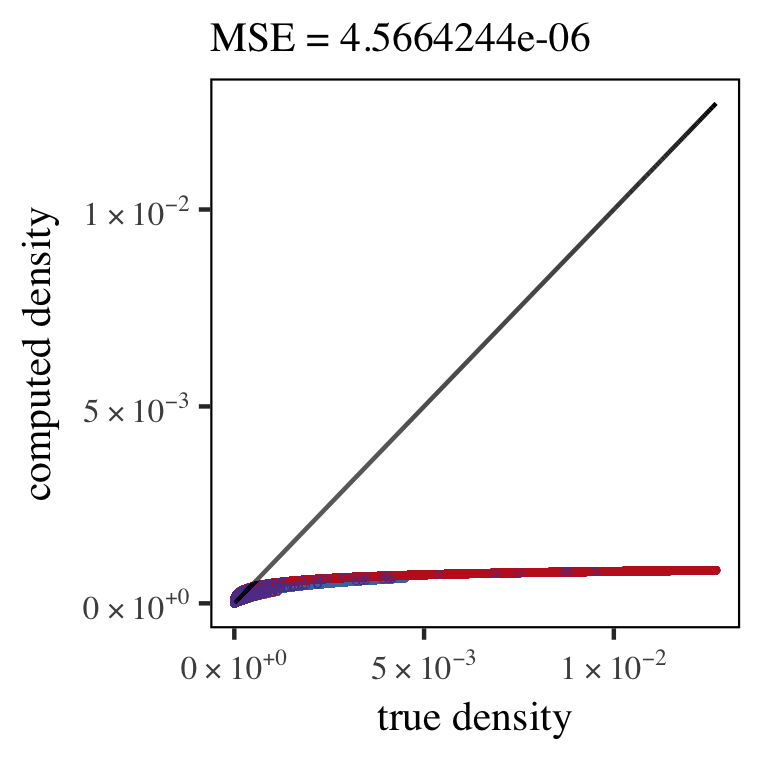 MSE = 4.5664244e-06
computed density
1 × 10⁻²
5 × 10⁻³
0 × 10⁺⁰
0 × 10⁺⁰ 5 × 10⁻³ 1 × 10⁻²
true density